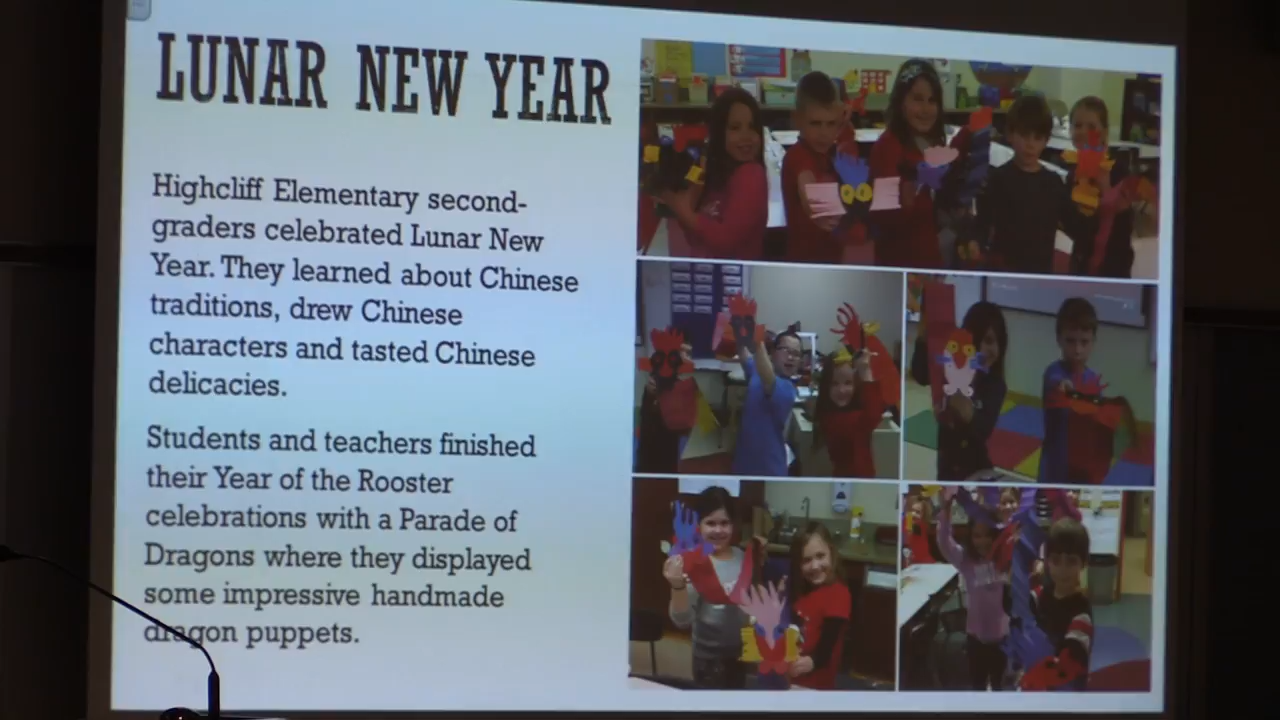 LUNAR NEW YEAR
Highcliff Elementary second-
graders celebrated Lunar New
Year. They learned about Chinese
traditions, drew Chinese
characters and tasted Chinese
delicacies.
Students and teachers finished
their Year of the Rooster
celebrations with a Parade of
Dragons where they displayed
some impressive handmade
dragon puppets.